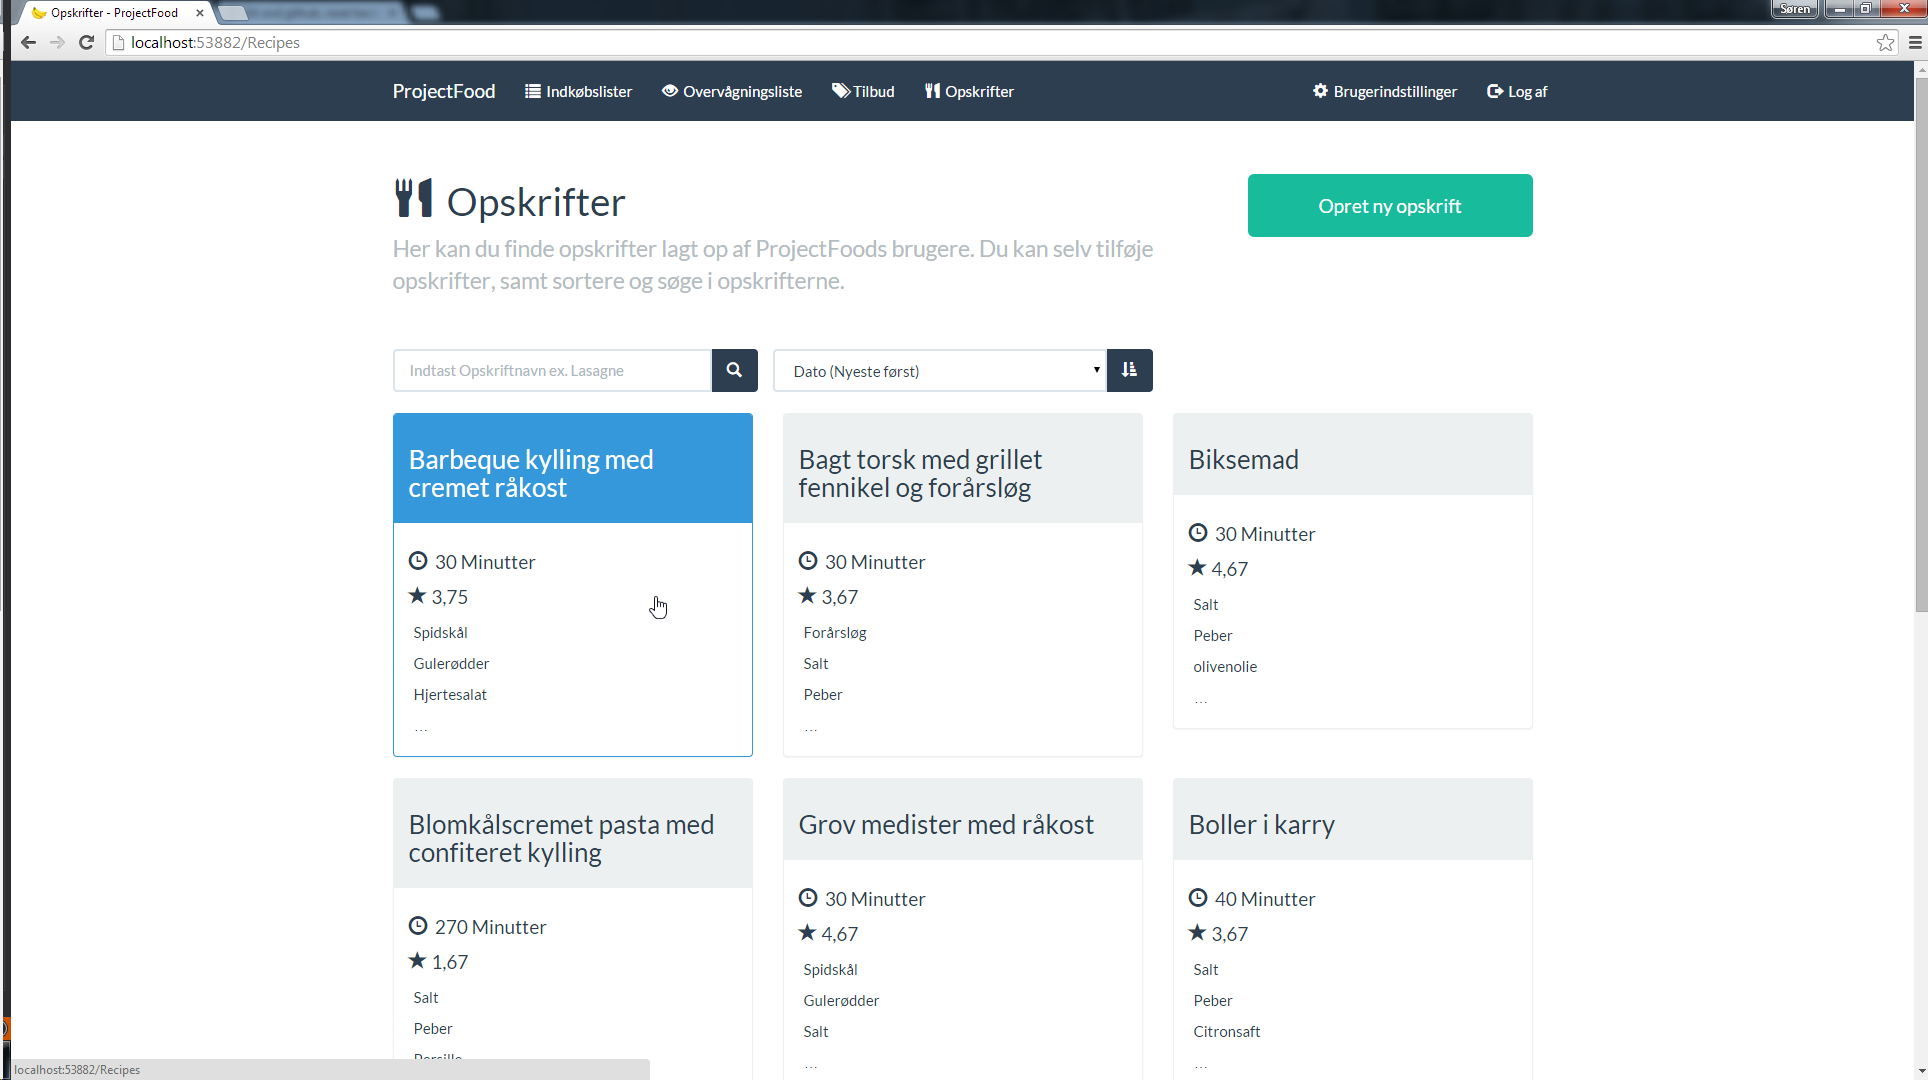 Opskrifter - ProjectFood
Søren
localhost:53882/Recipes
ProjectFood Indkøbslister Overvågningsliste Tilbud Opskrifter Brugerindstillinger Log af
Opskrifter
Opret ny opskrift
Her kan du finde opskrifter lagt op af ProjectFoods brugere. Du kan selv tilføje
opskrifter, samt sortere og søge i opskrifterne.
Indtast Opskriftnavn ex. Lasagne
Dato (Nyeste først)
Barbeque kylling med
cremet råkost
30 Minutter
3,75
Spidskål
Gulerødder
Hjertesalat
...
Bagt torsk med grillet
fennikel og forårsløg
30 Minutter
3,67
Forårsløg
Salt
Peber
...
Biksemad
30 Minutter
4,67
Salt
Peber
olivenolie
...
Blomkålscremet pasta med
confiteret kylling
270 Minutter
1,67
Salt
Peber
Persille
Grov medister med råkost
30 Minutter
4,67
Spidskål
Gulerødder
Salt
...
Boller i karry
40 Minutter
3,67
Salt
Peber
Citronsaft
...
localhost:53882/Recipes